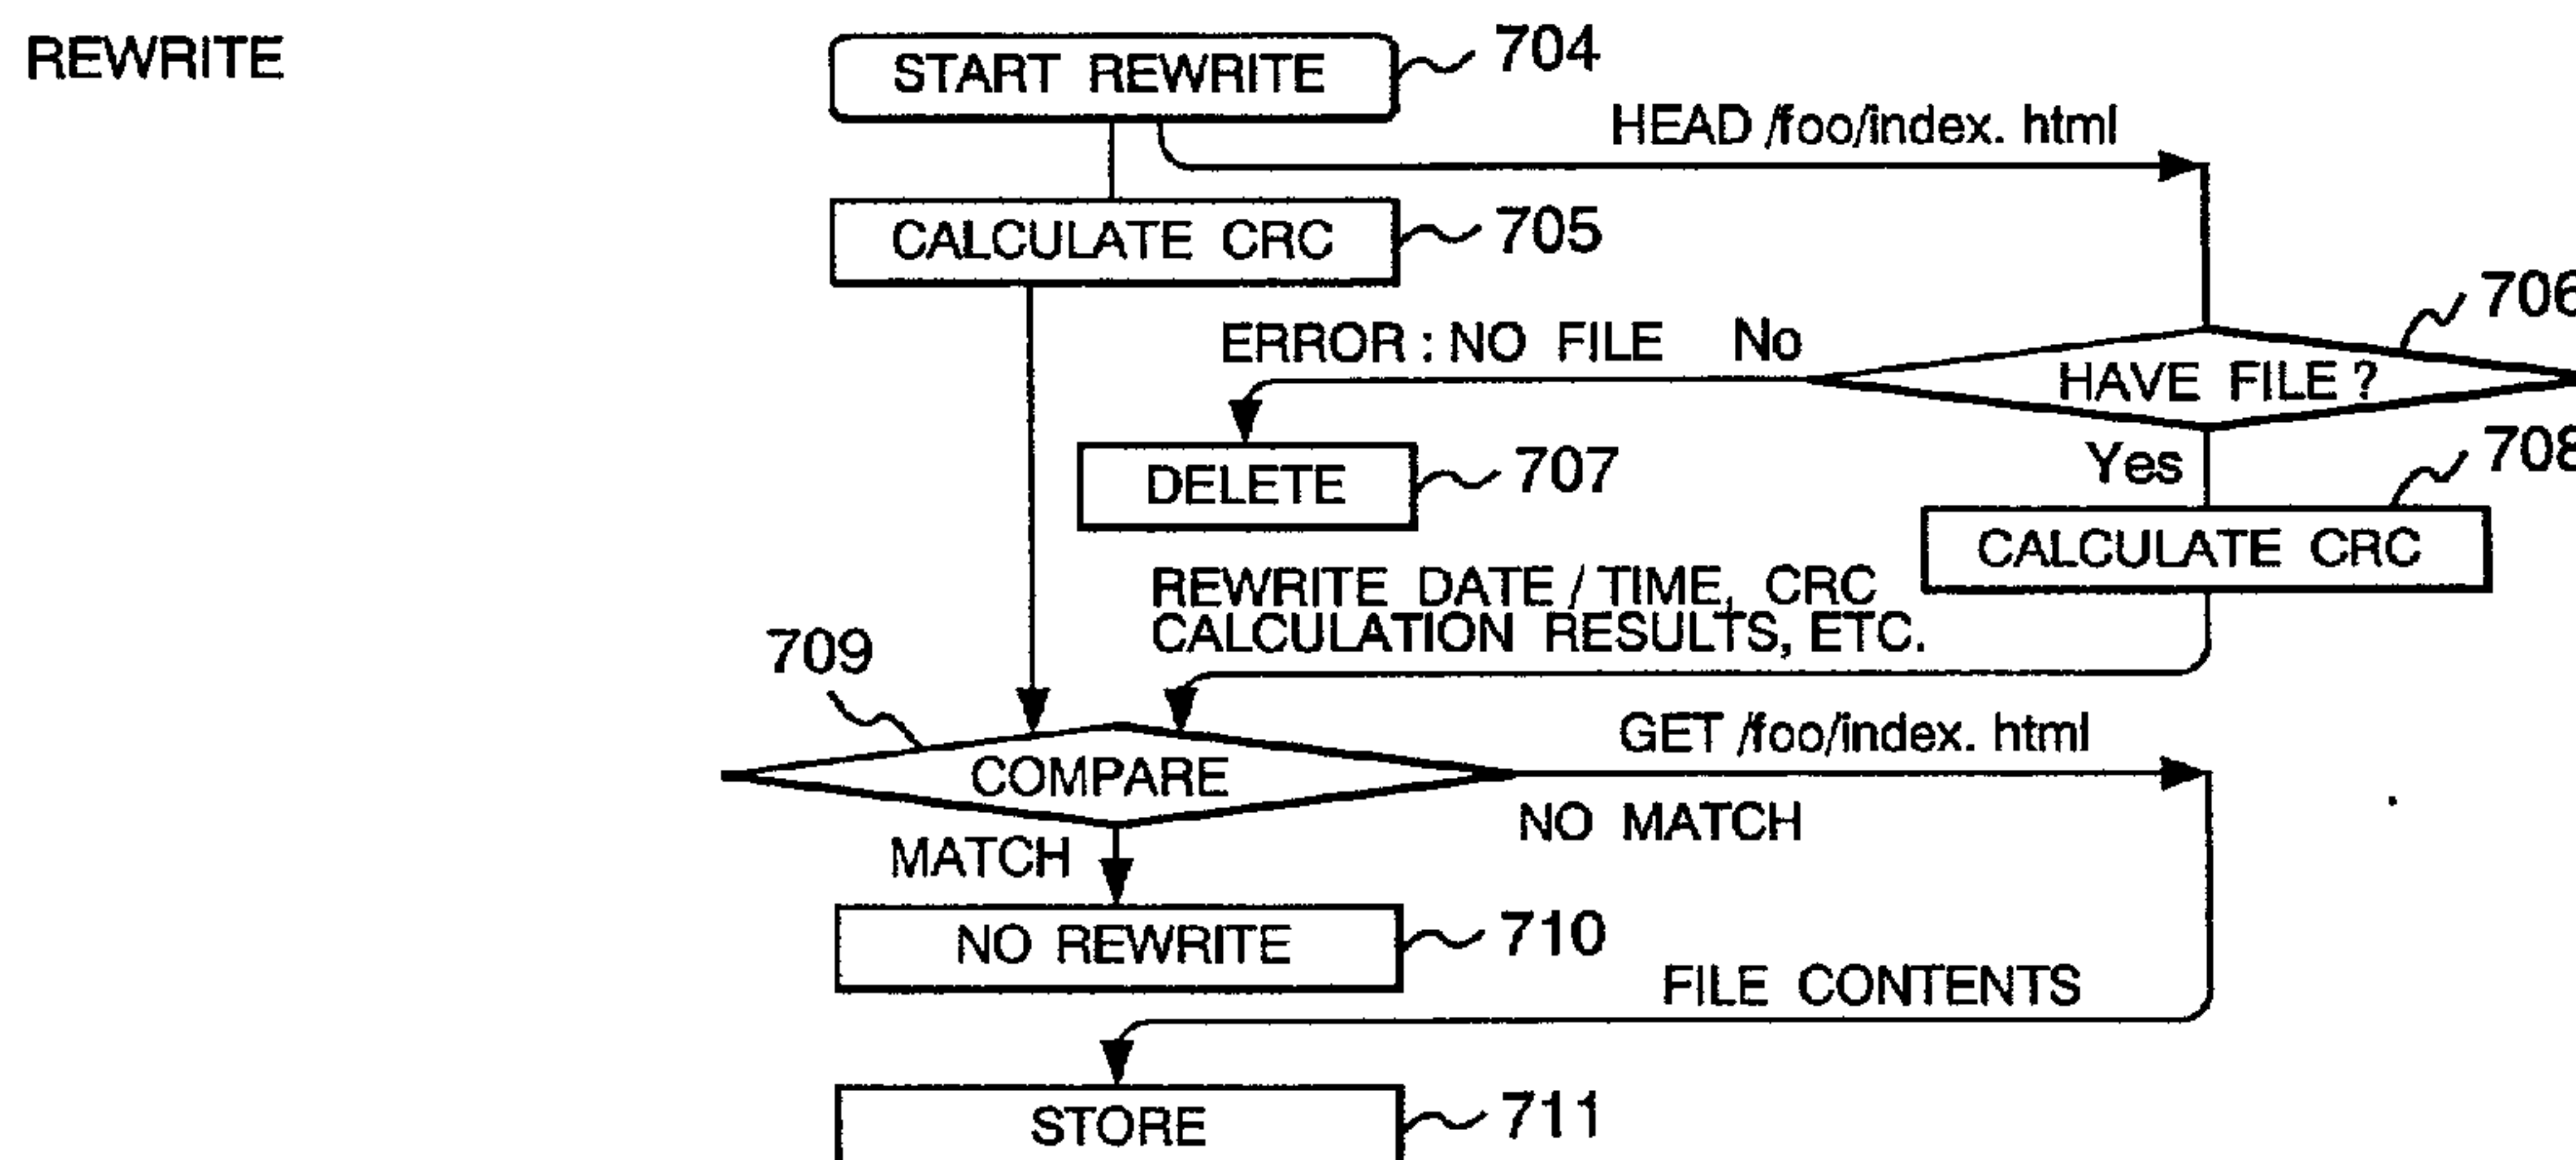 REWRITE
START REWRITE
704
HEAD /foo/index. html
CALCULATE CRC
705
706
ERROR : NO FILE No
HAVE FILE ?
DELETE
707
Yes
708
CALCULATE CRC
REWRITE DATE / TIME, CRC
CALCULATION RESULTS, ETC.
709
COMPARE
GET /foo/index. html
NO MATCH
MATCH
NO REWRITE
710
FILE CONTENTS
STORE
711